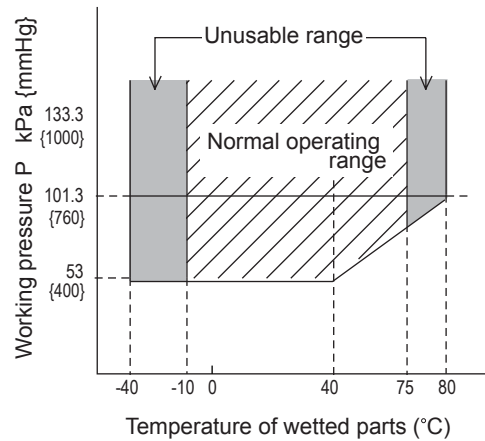 Unusable range
Working pressure P kPa {mmHg}
133.3
{1000}
Normal operating
range
101.3
{760}
53
{400}
-40 -10 0 40 75 80
Temperature of wetted parts (°C)